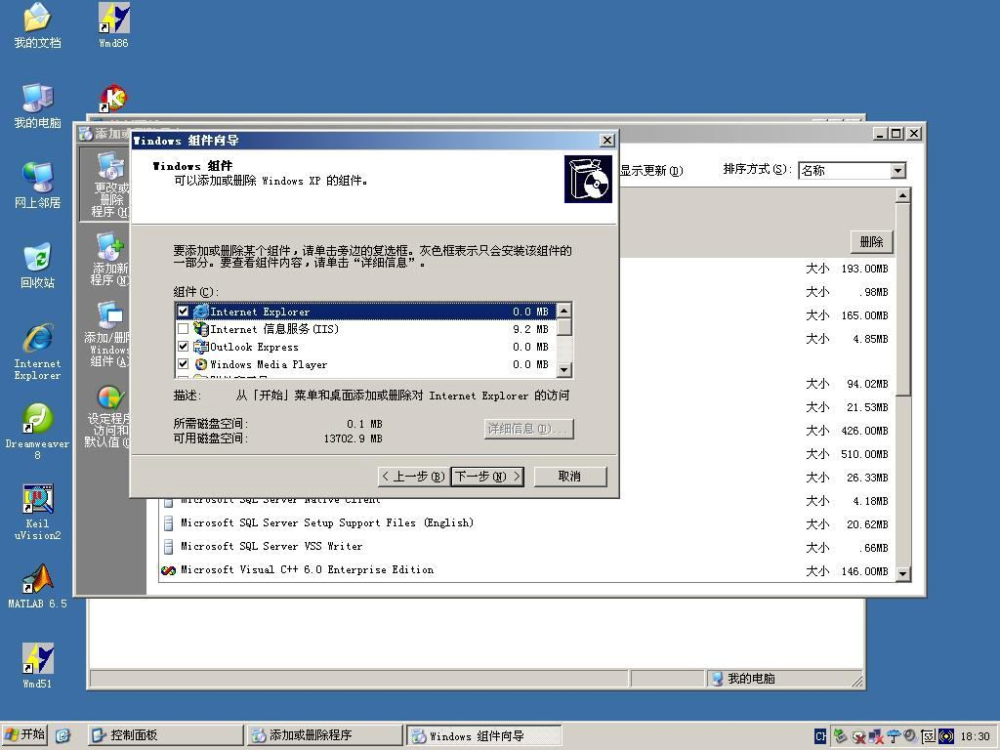 我的文档
Wmd86
我的电脑
网上邻居
回收站
Internet
Explorer
Dreamweaver
8
Keil
uVision2
MATLAB 6.5
Wmd51
添加或
更改或
删除
程序(H)
添加新
程序(N)
添加/删除
Windows
组件(A)
设定程序
访问和
默认值(O)
显示更新(D)
排序方式(S):
名称
删除
大小 193.00MB
大小 .98MB
大小 165.00MB
大小 4.85MB
大小 94.02MB
大小 21.53MB
大小 426.00MB
大小 510.00MB
大小 26.33MB
Microsoft SQL Server Native Client 大小 4.18MB
Microsoft SQL Server Setup Support Files (English) 大小 20.62MB
Microsoft SQL Server VSS Writer 大小 .66MB
Microsoft Visual C++ 6.0 Enterprise Edition 大小 146.00MB
Windows 组件向导
Windows 组件
可以添加或删除 Windows XP 的组件。
要添加或删除某个组件，请单击旁边的复选框。灰色框表示只会安装该组件的
一部分。要查看组件内容，请单击“详细信息”。
组件(C):
Internet Explorer 0.0 MB
Internet 信息服务(IIS) 9.2 MB
Outlook Express 0.0 MB
Windows Media Player 0.0 MB
描述: 从「开始」菜单和桌面添加或删除对 Internet Explorer 的访问
所需磁盘空间: 0.1 MB
可用磁盘空间: 13702.9 MB
详细信息(D)...
< 上一步(B)
下一步(N) >
取消
我的电脑
开始
控制面板
添加或删除程序
Windows 组件向导
CH
18:30